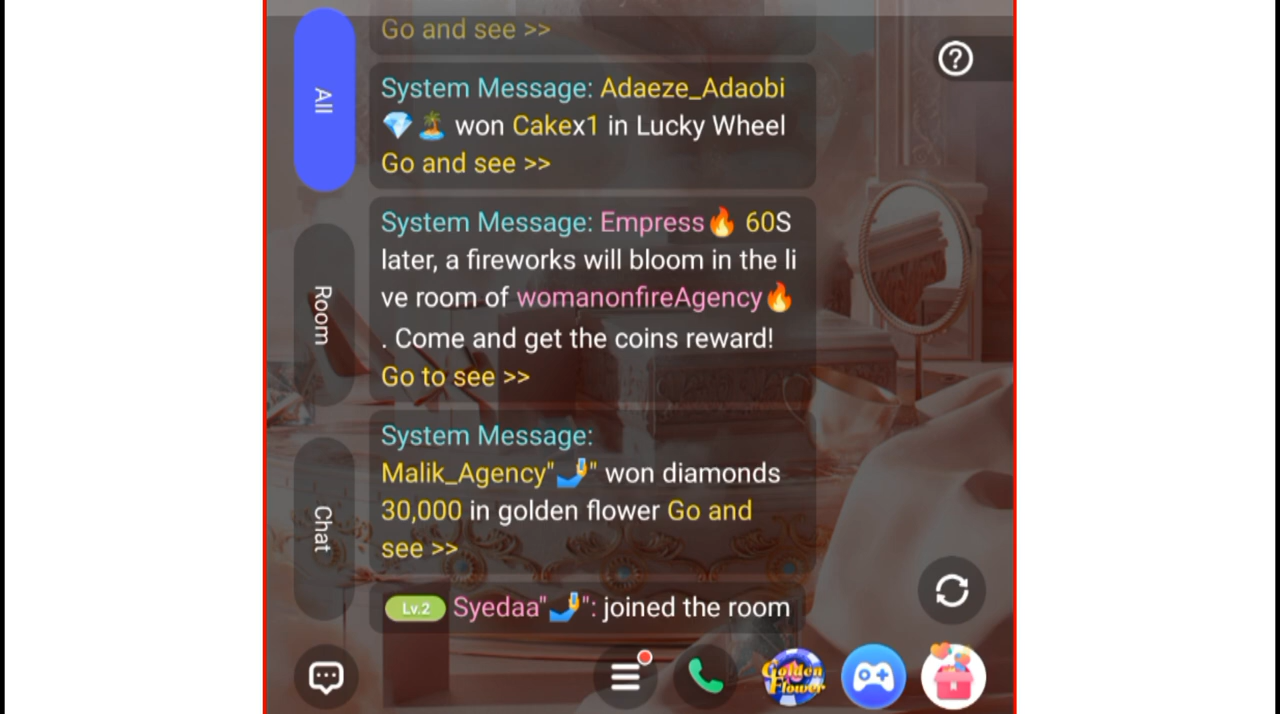 Go and see >>
System Message: Adaeze_Adaobi
💎🏝️ won Cakex1 in Lucky Wheel
Go and see >>
System Message: Empress🔥 60S
later, a fireworks will bloom in the li
ve room of womanonfireAgency🔥
. Come and get the coins reward!
Go to see >>
System Message:
Malik_Agency"🤳" won diamonds
30,000 in golden flower Go and
see >>
Lv.2 Syedaa"🤳": joined the room
All
Room
Chat
?
Golden
Flower